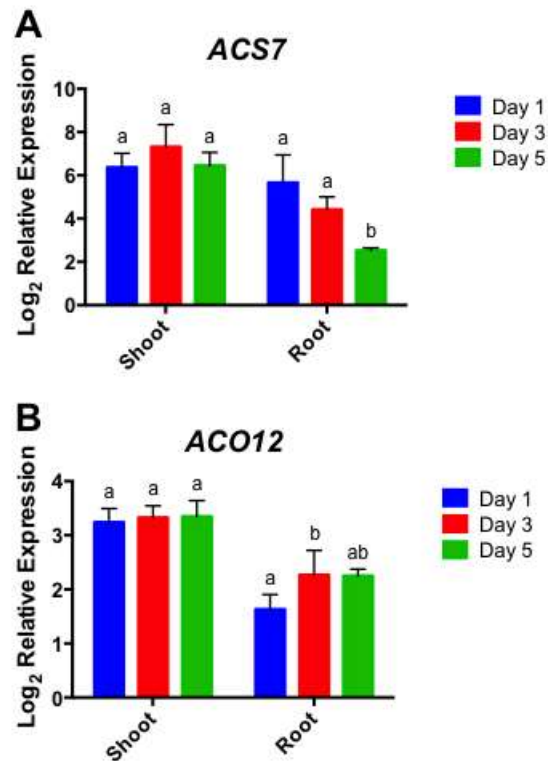 A
ACS7
Log2 Relative Expression
10
8
6
4
2
0
a
a
a
a
a
b
Shoot
Root
Day 1
Day 3
Day 5
B
ACO12
Log2 Relative Expression
4
3
2
1
0
a
a
a
a
b
ab
Shoot
Root
Day 1
Day 3
Day 5